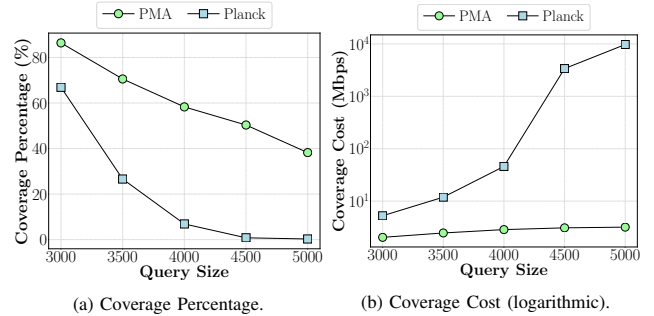 PMA Planck
Coverage Percentage (%)
80
60
40
20
0
3000 3500 4000 4500 5000
Query Size
(a) Coverage Percentage.
PMA Planck
Coverage Cost (Mbps)
10^4
10^3
10^2
10^1
3000 3500 4000 4500 5000
Query Size
(b) Coverage Cost (logarithmic).